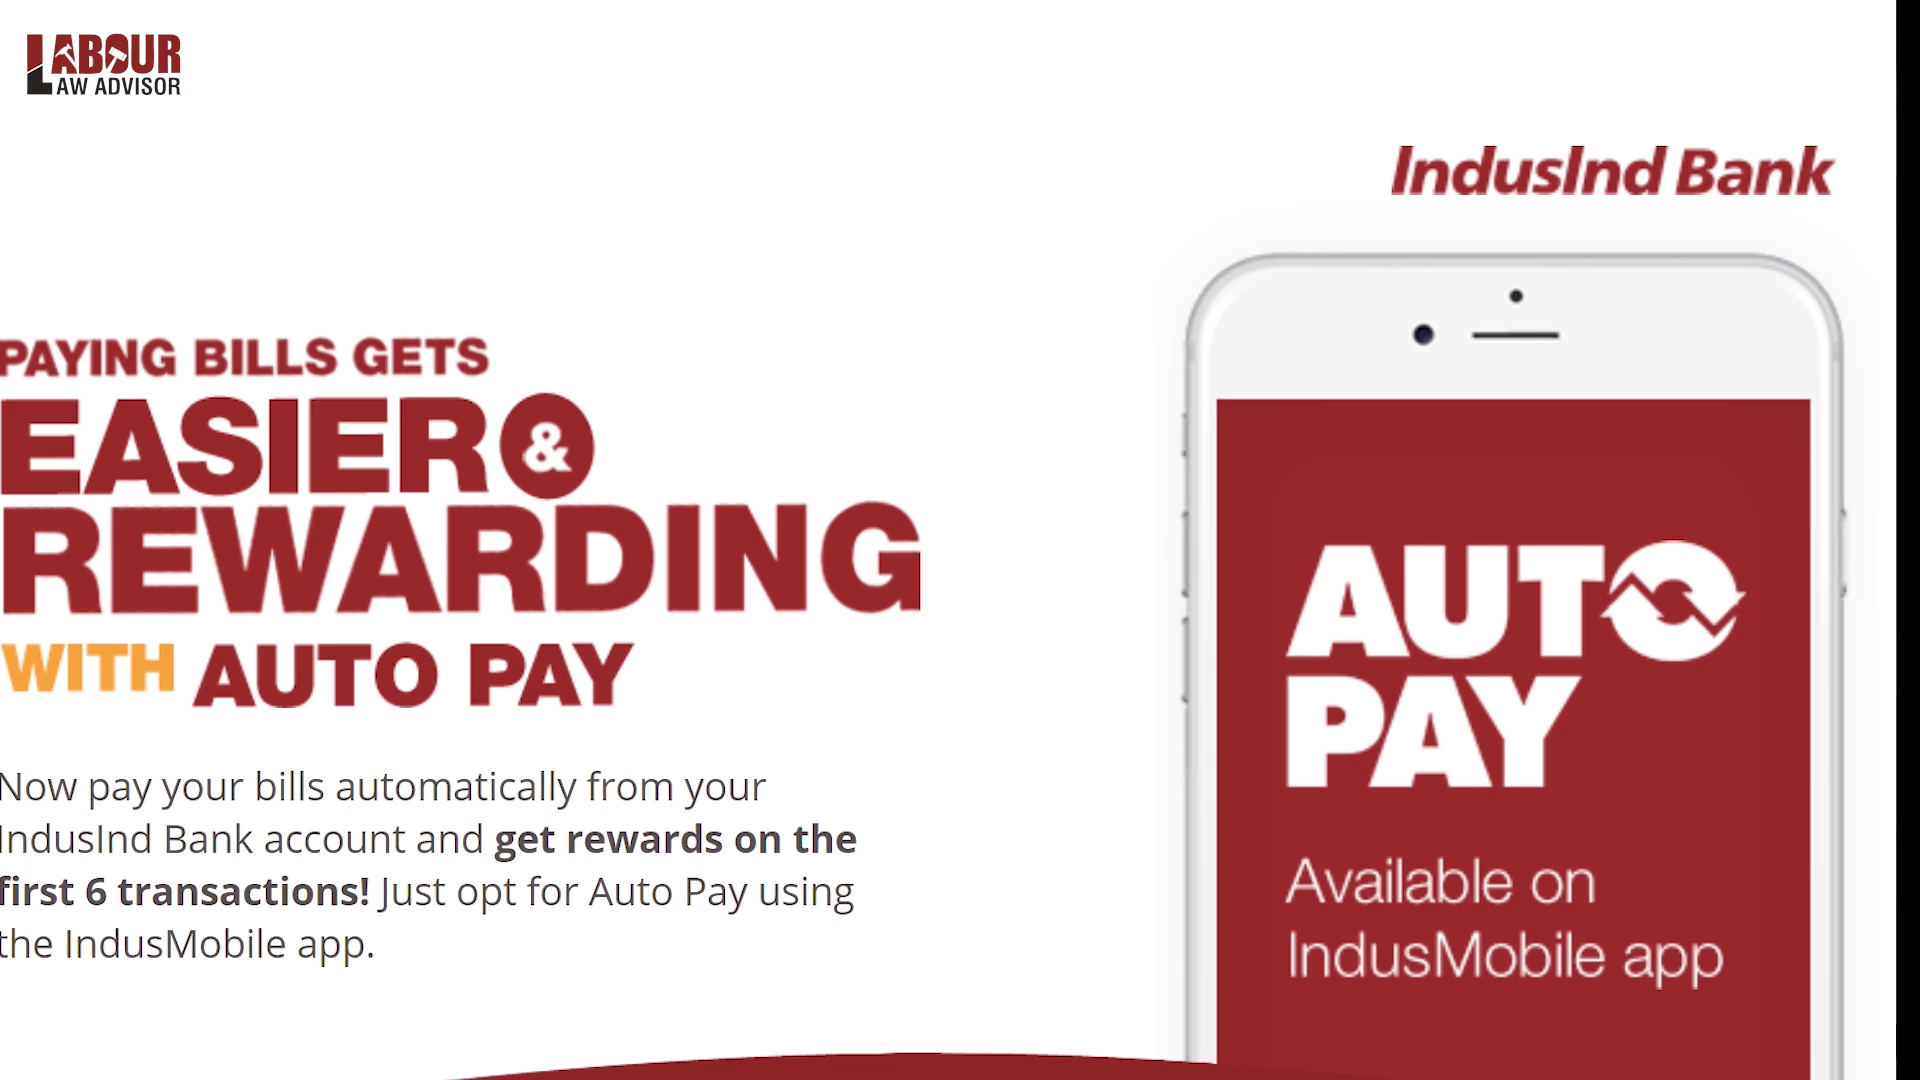 LABOUR
LAW ADVISOR
IndusInd Bank
PAYING BILLS GETS
EASIER &
REWARDING
WITH AUTO PAY
Now pay your bills automatically from your
IndusInd Bank account and get rewards on the
first 6 transactions! Just opt for Auto Pay using
the IndusMobile app.
AUTO
PAY
Available on
IndusMobile app